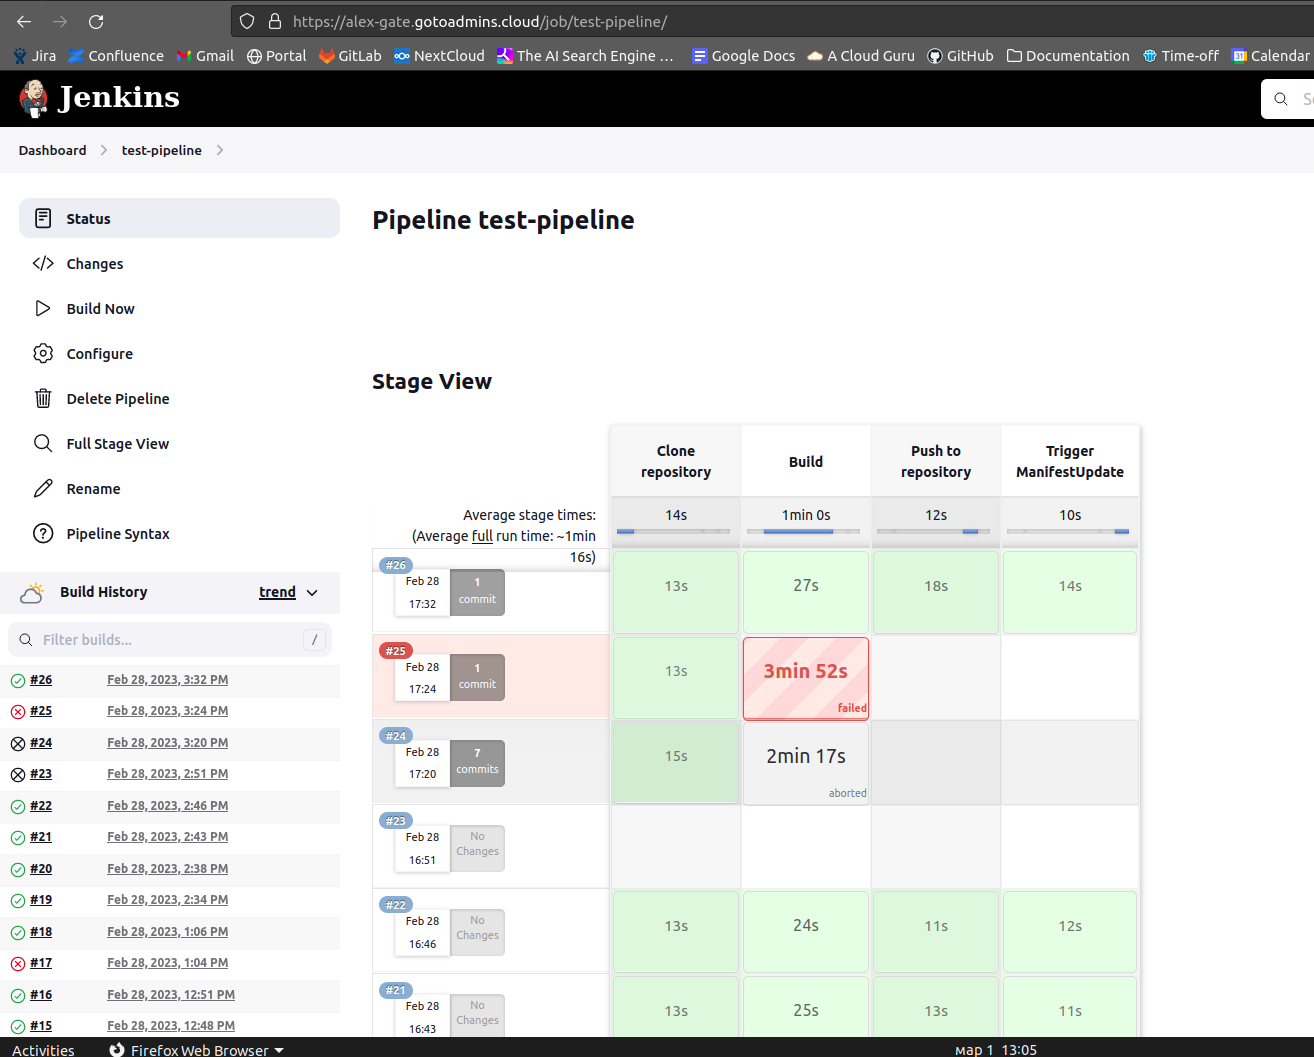 https://alex-gate.gotoadmins.cloud/job/test-pipeline/
Jira Confluence Gmail Portal GitLab NextCloud The AI Search Engine ... Google Docs A Cloud Guru GitHub Documentation Time-off 31 Calendar
Jenkins
Dashboard test-pipeline
Status
Changes
Build Now
Configure
Delete Pipeline
Full Stage View
Rename
Pipeline Syntax
Build History trend
Filter builds... /
#26 Feb 28, 2023, 3:32 PM
#25 Feb 28, 2023, 3:24 PM
#24 Feb 28, 2023, 3:20 PM
#23 Feb 28, 2023, 2:51 PM
#22 Feb 28, 2023, 2:46 PM
#21 Feb 28, 2023, 2:43 PM
#20 Feb 28, 2023, 2:38 PM
#19 Feb 28, 2023, 2:34 PM
#18 Feb 28, 2023, 1:06 PM
#17 Feb 28, 2023, 1:04 PM
#16 Feb 28, 2023, 12:51 PM
#15 Feb 28, 2023, 12:48 PM
Pipeline test-pipeline
Stage View
Clone
repository
Build
Push to
repository
Trigger
ManifestUpdate
Average stage times:
(Average full run time: ~1min
16s)
14s 1min 0s 12s 10s
#26
Feb 28
17:32
1
commit
13s 27s 18s 14s
#25
Feb 28
17:24
1
commit
13s 3min 52s
failed
#24
Feb 28
17:20
7
commits
15s 2min 17s
aborted
#23
Feb 28
16:51
No
Changes
#22
Feb 28
16:46
No
Changes
13s 24s 11s 12s
#21
Feb 28
16:43
No
Changes
13s 25s 13s 11s
Activities Firefox Web Browser мар 1 13:05